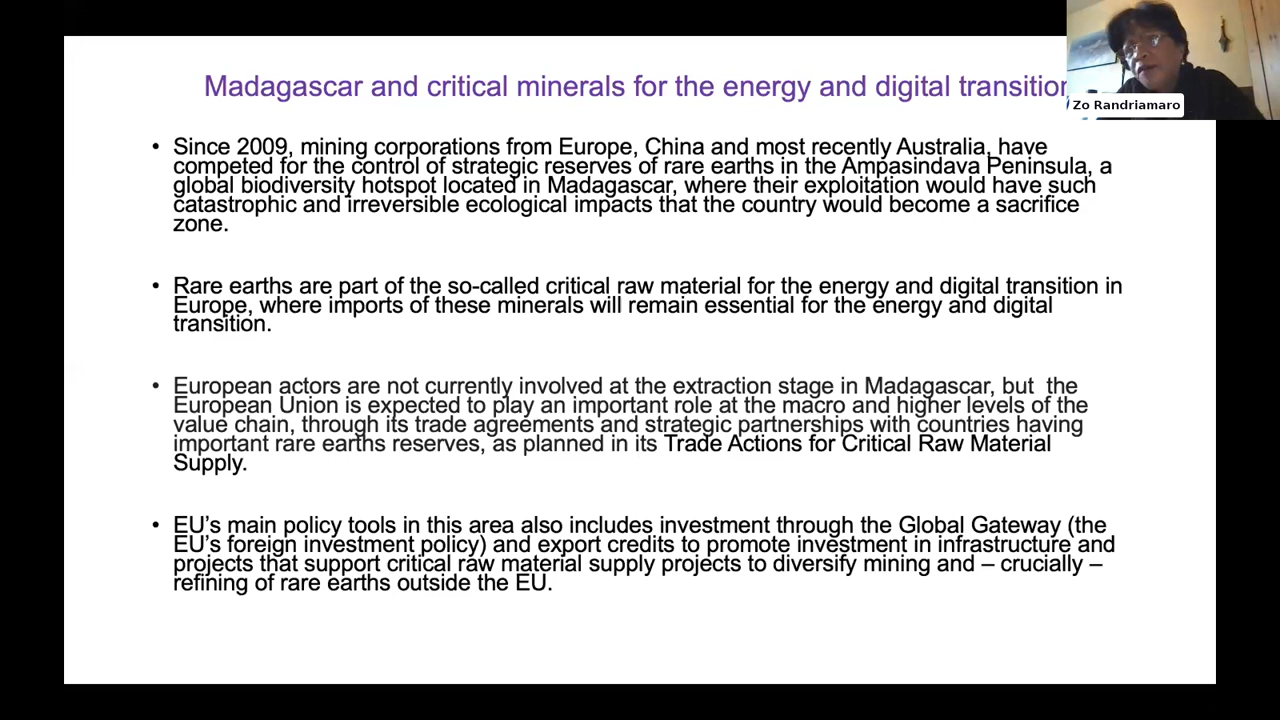 Madagascar and critical minerals for the energy and digital transition
Zo Randriamaro
• Since 2009, mining corporations from Europe, China and most recently Australia, have
competed for the control of strategic reserves of rare earths in the Ampasindava Peninsula, a
global biodiversity hotspot located in Madagascar, where their exploitation would have such
catastrophic and irreversible ecological impacts that the country would become a sacrifice
zone.
• Rare earths are part of the so-called critical raw material for the energy and digital transition in
Europe, where imports of these minerals will remain essential for the energy and digital
transition.
• European actors are not currently involved at the extraction stage in Madagascar, but  the
European Union is expected to play an important role at the macro and higher levels of the
value chain, through its trade agreements and strategic partnerships with countries having
important rare earths reserves, as planned in its Trade Actions for Critical Raw Material
Supply.
• EU’s main policy tools in this area also includes investment through the Global Gateway (the
EU’s foreign investment policy) and export credits to promote investment in infrastructure and
projects that support critical raw material supply projects to diversify mining and – crucially –
refining of rare earths outside the EU.